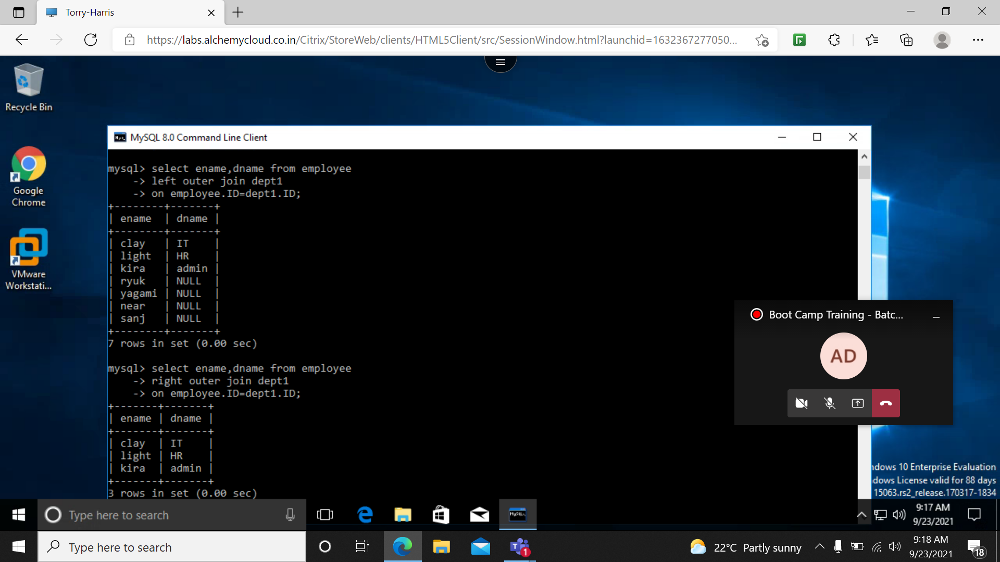 Torry-Harris
https://labs.alchemycloud.co.in/Citrix/StoreWeb/clients/HTML5Client/src/SessionWindow.html?launchid=1632367277050...
Recycle Bin
Google
Chrome
VMware
Workstati...
MySQL 8.0 Command Line Client
mysql> select ename,dname from employee
    -> left outer join dept1
    -> on employee.ID=dept1.ID;
+--------+-------+
| ename  | dname |
+--------+-------+
| clay   | IT    |
| light  | HR    |
| kira   | admin |
| ryuk   | NULL  |
| yagami | NULL  |
| near   | NULL  |
| sanj   | NULL  |
+--------+-------+
7 rows in set (0.00 sec)
mysql> select ename,dname from employee
    -> right outer join dept1
    -> on employee.ID=dept1.ID;
+-------+-------+
| ename | dname |
+-------+-------+
| clay  | IT    |
| light | HR    |
| kira  | admin |
+-------+-------+
3 rows in set (0.00 sec)
Boot Camp Training - Batc...
AD
ndows 10 Enterprise Evaluation
dows License valid for 88 days
15063.rs2_release.170317-1834
Type here to search
9:17 AM
9/23/2021
Type here to search
1
22°C Partly sunny
9:18 AM
9/23/2021
18